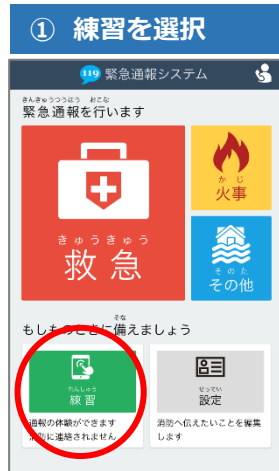 ① 練習を選択
119 緊急通報システム
きんきゅうつうほう おこな
緊急通報を行います
きゅうきゅう
救急
かじ
火事
そのた
その他
そな
もしものときに備えましょう
れんしゅう
練習
通報の体験ができます
消防に連絡されません
せってい
設定
消防へ伝えたいことを編集
します